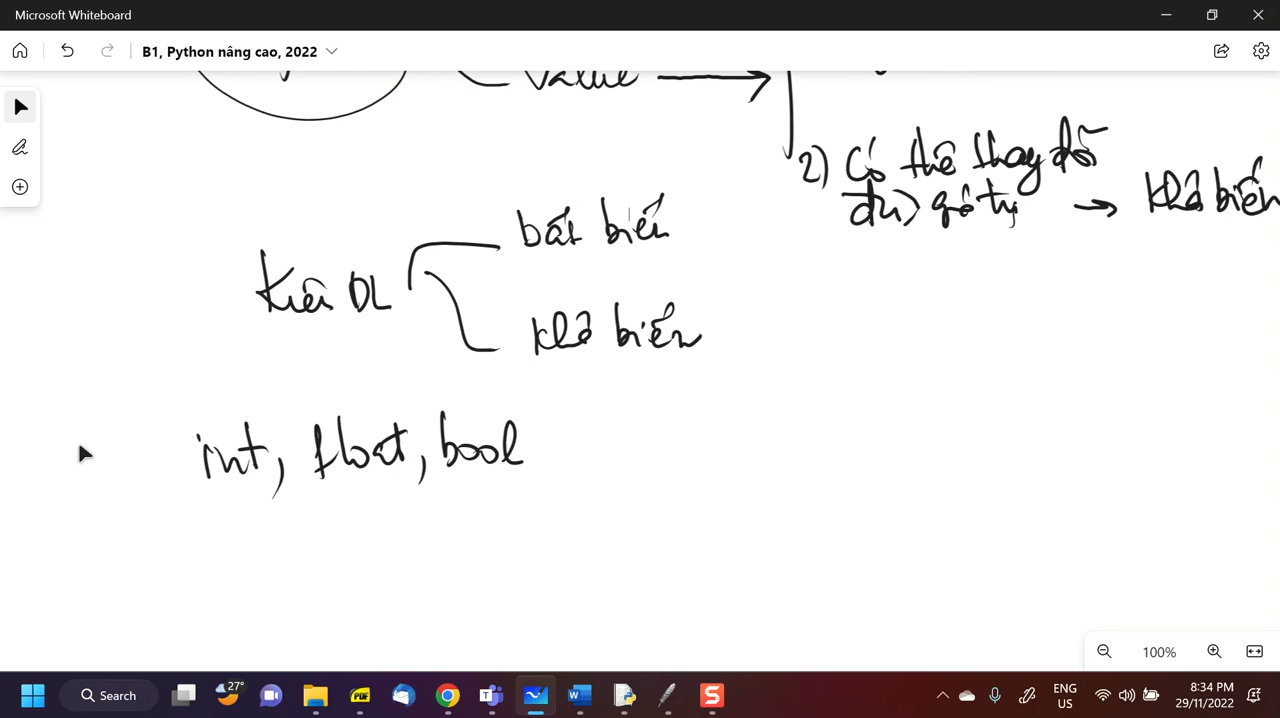 Microsoft Whiteboard
B1, Python nâng cao, 2022
Value
2) Có thể thay đổi
giá trị → khả biến
Kiểu DL
bất biến
khả biến
int, float, bool
100%
Search
27°
ENG
US
8:34 PM
29/11/2022